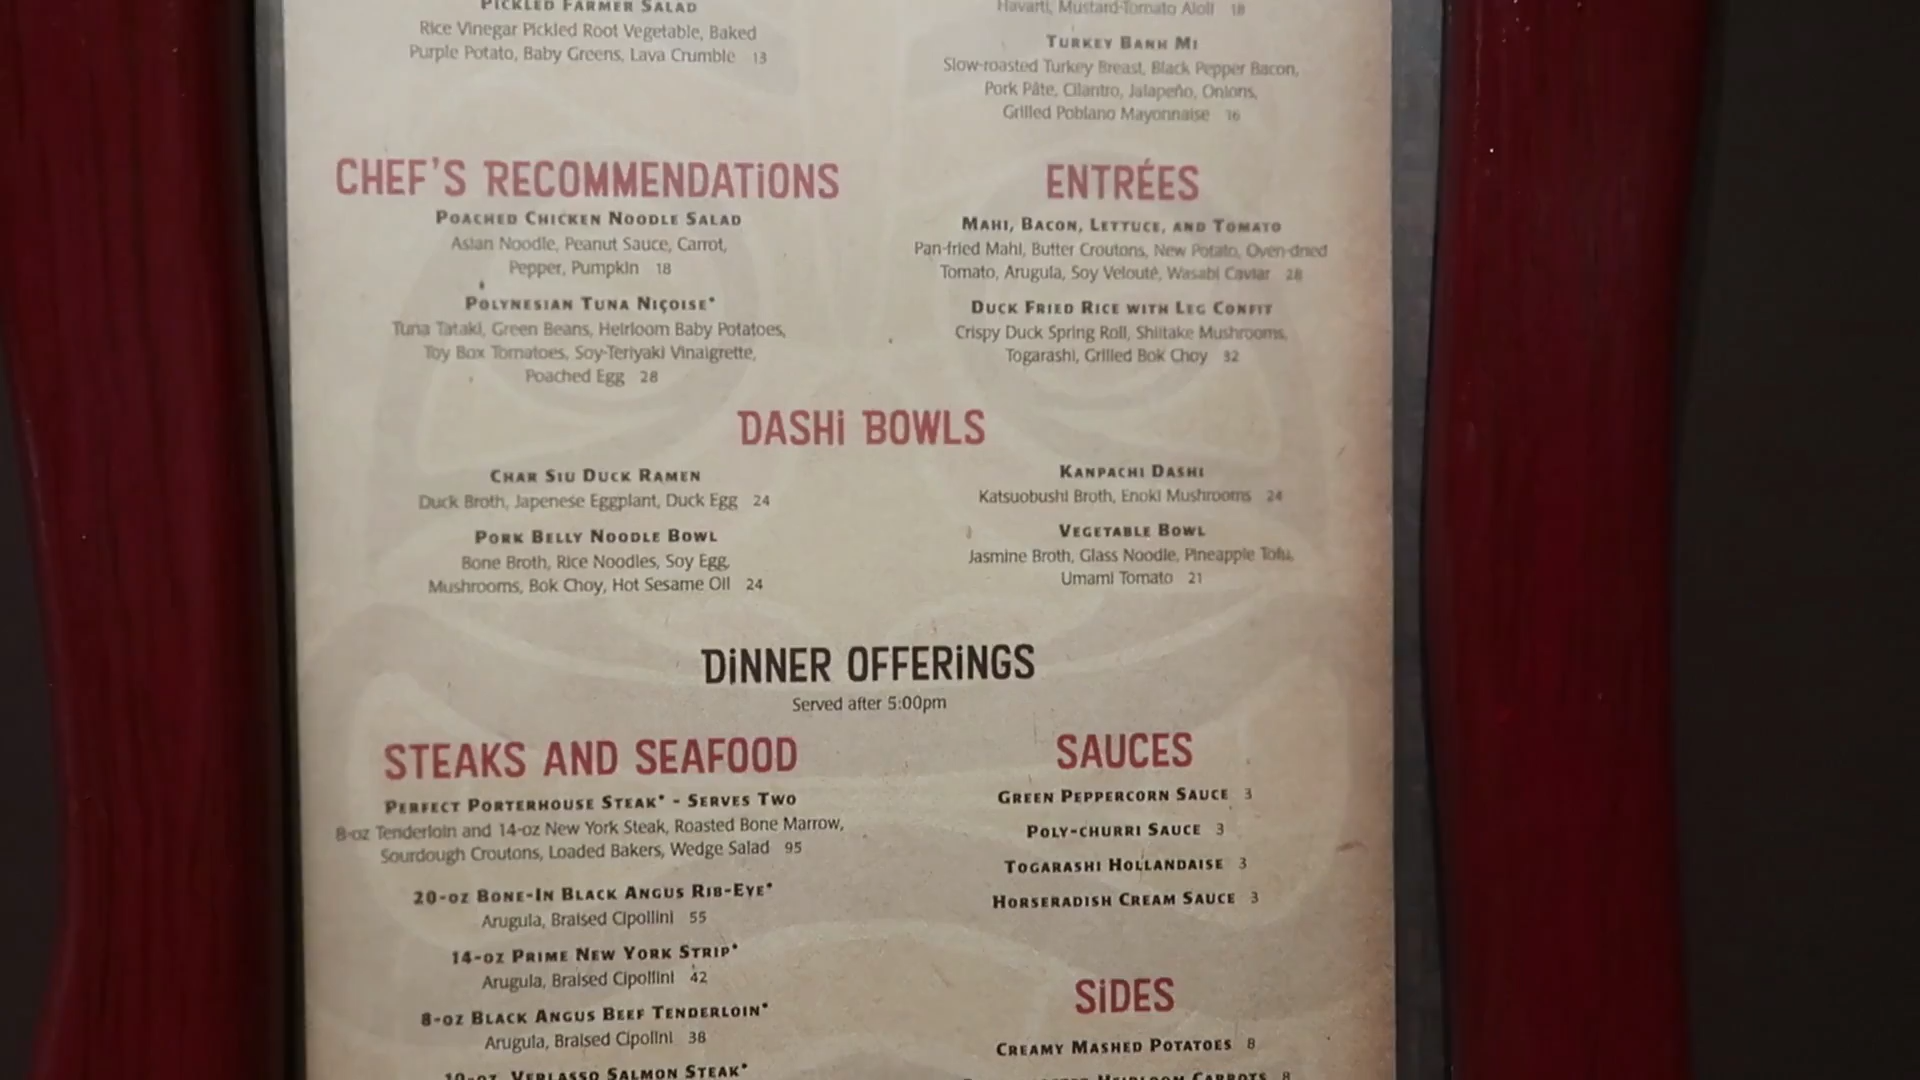 PICKLED FARMER SALAD
Rice Vinegar Pickled Root Vegetable, Baked
Purple Potato, Baby Greens, Lava Crumble 13
Havarti, Mustard-Tomato Aioli 18
TURKEY BANH MI
Slow-roasted Turkey Breast, Black Pepper Bacon,
Pork Pâte, Cilantro, Jalapeño, Onions,
Grilled Poblano Mayonnaise 16
CHEF'S RECOMMENDATIONS
POACHED CHICKEN NOODLE SALAD
Asian Noodle, Peanut Sauce, Carrot,
Pepper, Pumpkin 18
POLYNESIAN TUNA NIÇOISE*
Tuna Tataki, Green Beans, Heirloom Baby Potatoes,
Toy Box Tomatoes, Soy-Teriyaki Vinaigrette,
Poached Egg 28
ENTRÉES
MAHI, BACON, LETTUCE, AND TOMATO
Pan-fried Mahi, Butter Croutons, New Potato, Oven-dried
Tomato, Arugula, Soy Velouté, Wasabi Caviar 28
DUCK FRIED RICE WITH LEG CONFIT
Crispy Duck Spring Roll, Shiitake Mushrooms,
Togarashi, Grilled Bok Choy 32
DASHI BOWLS
CHAR SIU DUCK RAMEN
Duck Broth, Japenese Eggplant, Duck Egg 24
PORK BELLY NOODLE BOWL
Bone Broth, Rice Noodles, Soy Egg,
Mushrooms, Bok Choy, Hot Sesame Oil 24
KANPACHI DASHI
Katsuobushi Broth, Enoki Mushrooms 24
VEGETABLE BOWL
Jasmine Broth, Glass Noodle, Pineapple Tofu,
Umami Tomato 21
DINNER OFFERINGS
Served after 5:00pm
STEAKS AND SEAFOOD
PERFECT PORTERHOUSE STEAK* - SERVES TWO
8-oz Tenderloin and 14-oz New York Steak, Roasted Bone Marrow,
Sourdough Croutons, Loaded Bakers, Wedge Salad 95
20-OZ BONE-IN BLACK ANGUS RIB-EYE*
Arugula, Braised Cipollini 55
14-OZ PRIME NEW YORK STRIP*
Arugula, Braised Cipollini 42
8-OZ BLACK ANGUS BEEF TENDERLOIN*
Arugula, Braised Cipollini 38
10-OZ VERLASSO SALMON STEAK*
SAUCES
GREEN PEPPERCORN SAUCE 3
POLY-CHURRI SAUCE 3
TOGARASHI HOLLANDAISE 3
HORSERADISH CREAM SAUCE 3
SIDES
CREAMY MASHED POTATOES 8
HEIRLOOM CARROTS 8